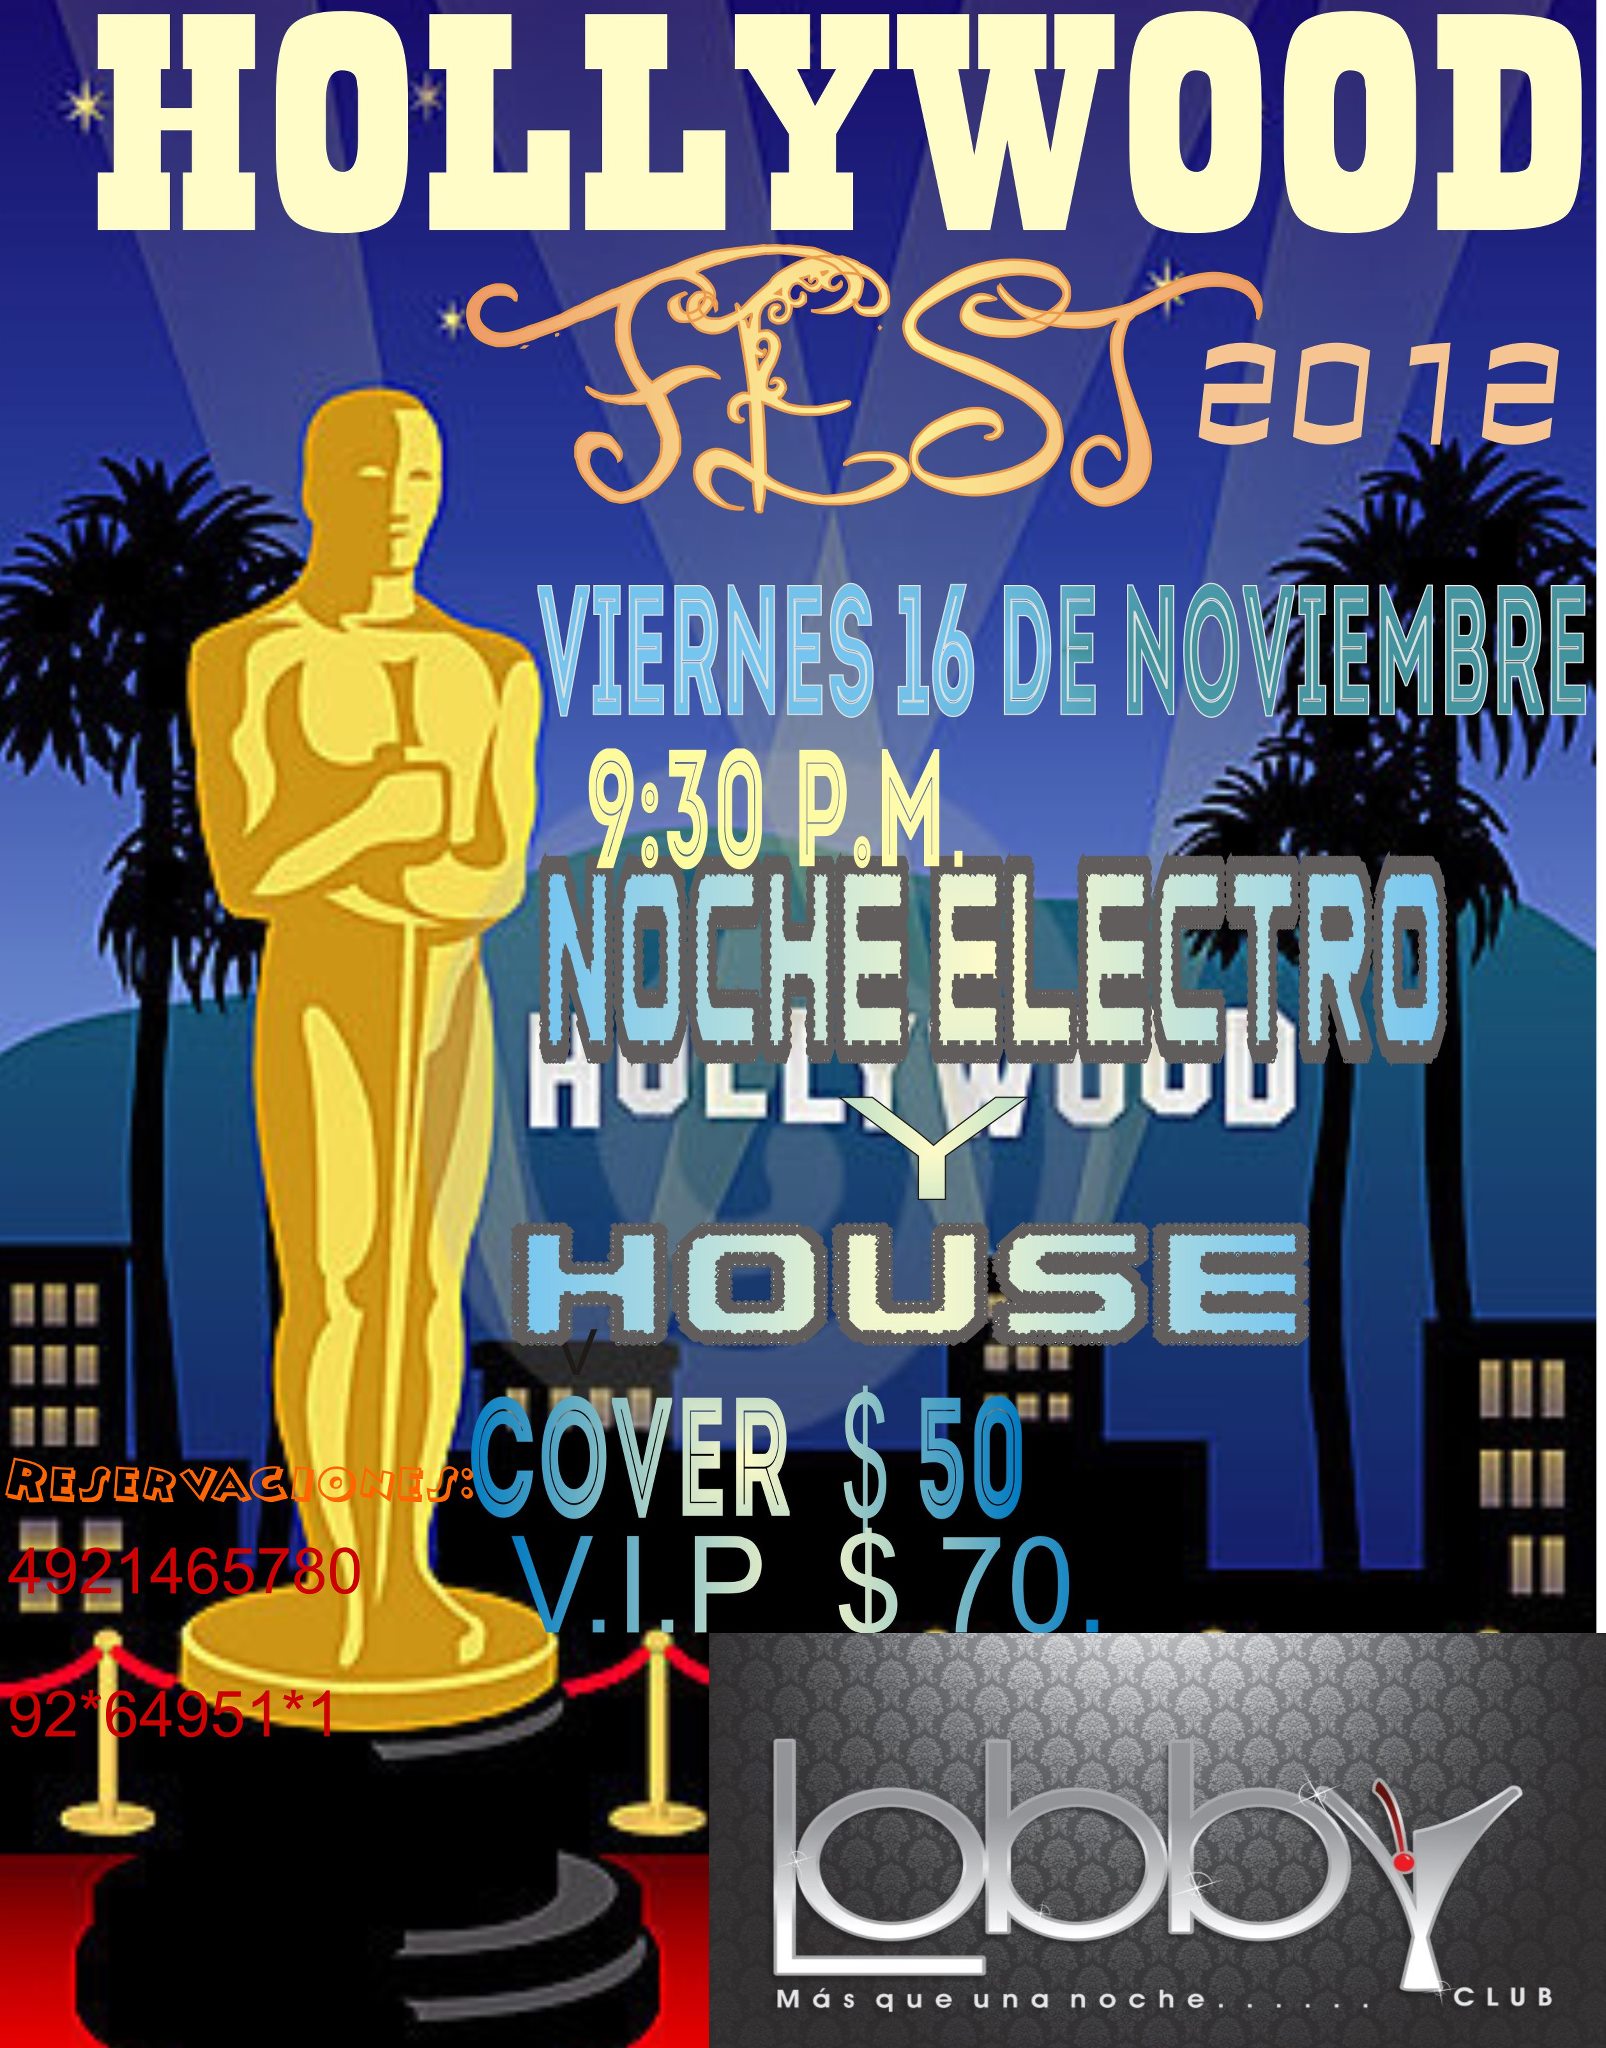 HOLLYWOOD
FEST 2012
VIERNES 16 DE NOVIEMBRE
9:30 P.M.
NOCHE ELECTRO
HOLLYWOOD
Y
HOUSE
V
COVER $ 50
RESERVACIONES:
V.I.P $ 70.
4921465780
92*64951*1
Lobby
Más que una noche...... CLUB